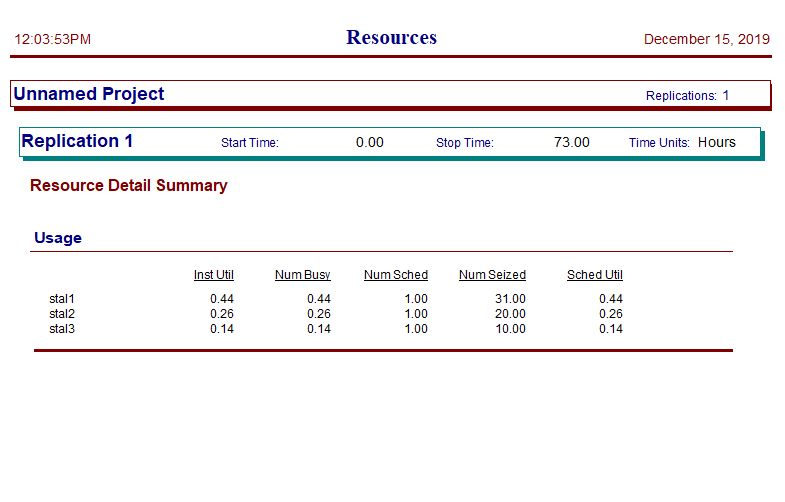 12:03:53PM Resources December 15, 2019
Unnamed Project Replications: 1
Replication 1 Start Time: 0.00 Stop Time: 73.00 Time Units: Hours
Resource Detail Summary
Usage
Inst Util Num Busy Num Sched Num Seized Sched Util
stal1 0.44 0.44 1.00 31.00 0.44
stal2 0.26 0.26 1.00 20.00 0.26
stal3 0.14 0.14 1.00 10.00 0.14